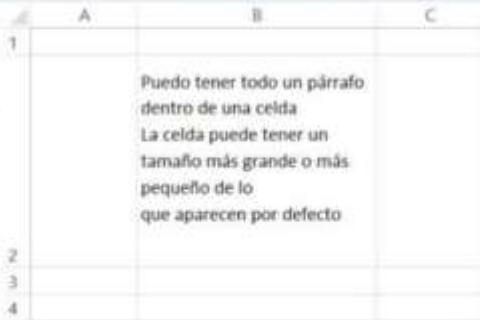 A B C
1
Puedo tener todo un párrafo
dentro de una celda
La celda puede tener un
tamaño más grande o más
pequeño de lo
que aparecen por defecto
2
3
4